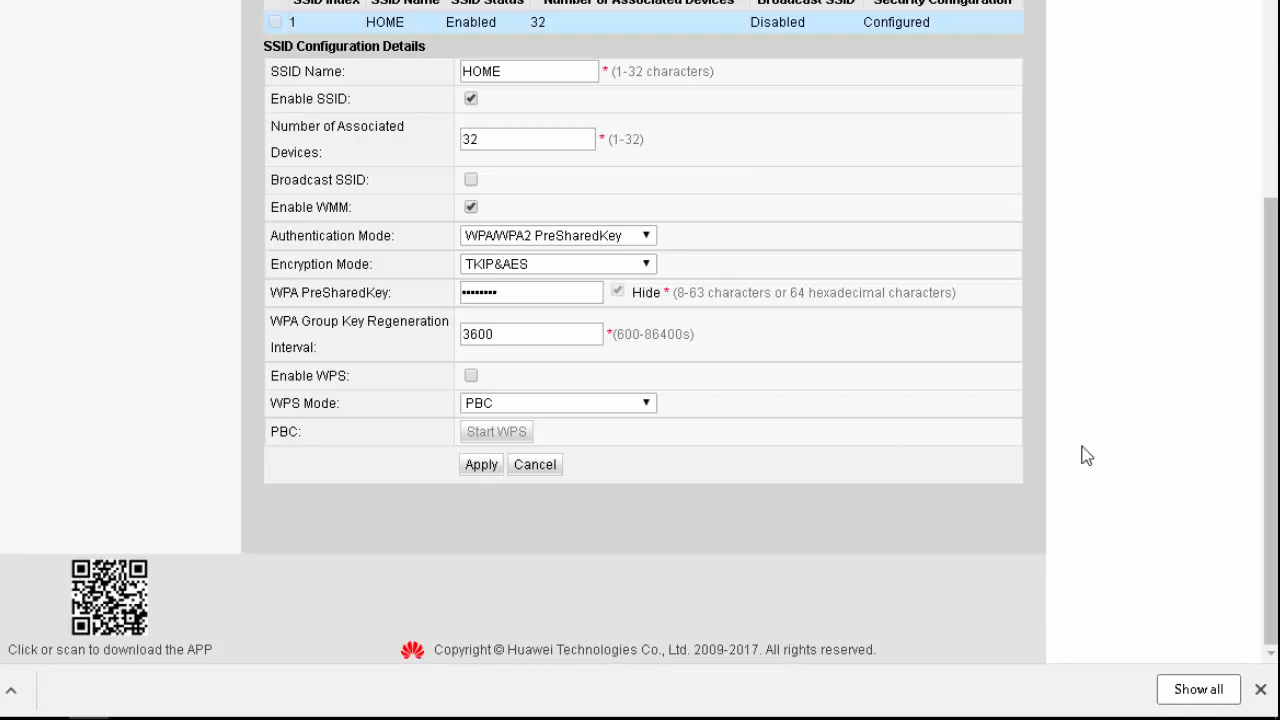 SSID Index SSID Name SSID Status Number of Associated Devices Broadcast SSID Security Configuration
1 HOME Enabled 32 Disabled Configured
SSID Configuration Details
SSID Name: HOME * (1-32 characters)
Enable SSID:
Number of Associated
Devices: 32 * (1-32)
Broadcast SSID:
Enable WMM:
Authentication Mode: WPA/WPA2 PreSharedKey
Encryption Mode: TKIP&AES
WPA PreSharedKey: •••••••• Hide * (8-63 characters or 64 hexadecimal characters)
WPA Group Key Regeneration
Interval: 3600 *(600-86400s)
Enable WPS:
WPS Mode: PBC
PBC: Start WPS
Apply Cancel
Click or scan to download the APP
Copyright © Huawei Technologies Co., Ltd. 2009-2017. All rights reserved.
Show all